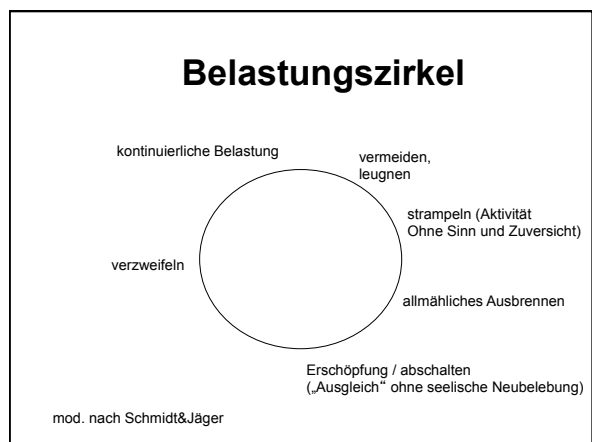 Belastungszirkel
kontinuierliche Belastung
vermeiden,
leugnen
strampeln (Aktivität
Ohne Sinn und Zuversicht)
allmähliches Ausbrennen
Erschöpfung / abschalten
(„Ausgleich“ ohne seelische Neubelebung)
verzweifeln
mod. nach Schmidt&Jäger